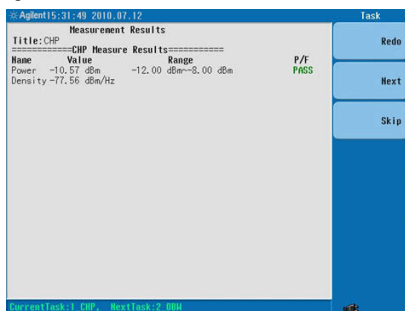 Agilent 15:31:49 2010.07.12 Task
Measurement Results
Title: CHP
============CHP Measure Results===========
Name Value Range P/F
Power -10.57 dBm -12.00 dBm~-8.00 dBm PASS
Density -77.56 dBm/Hz
Redo
Next
Skip
CurrentTask:1 CHP, NextTask:2 OBW